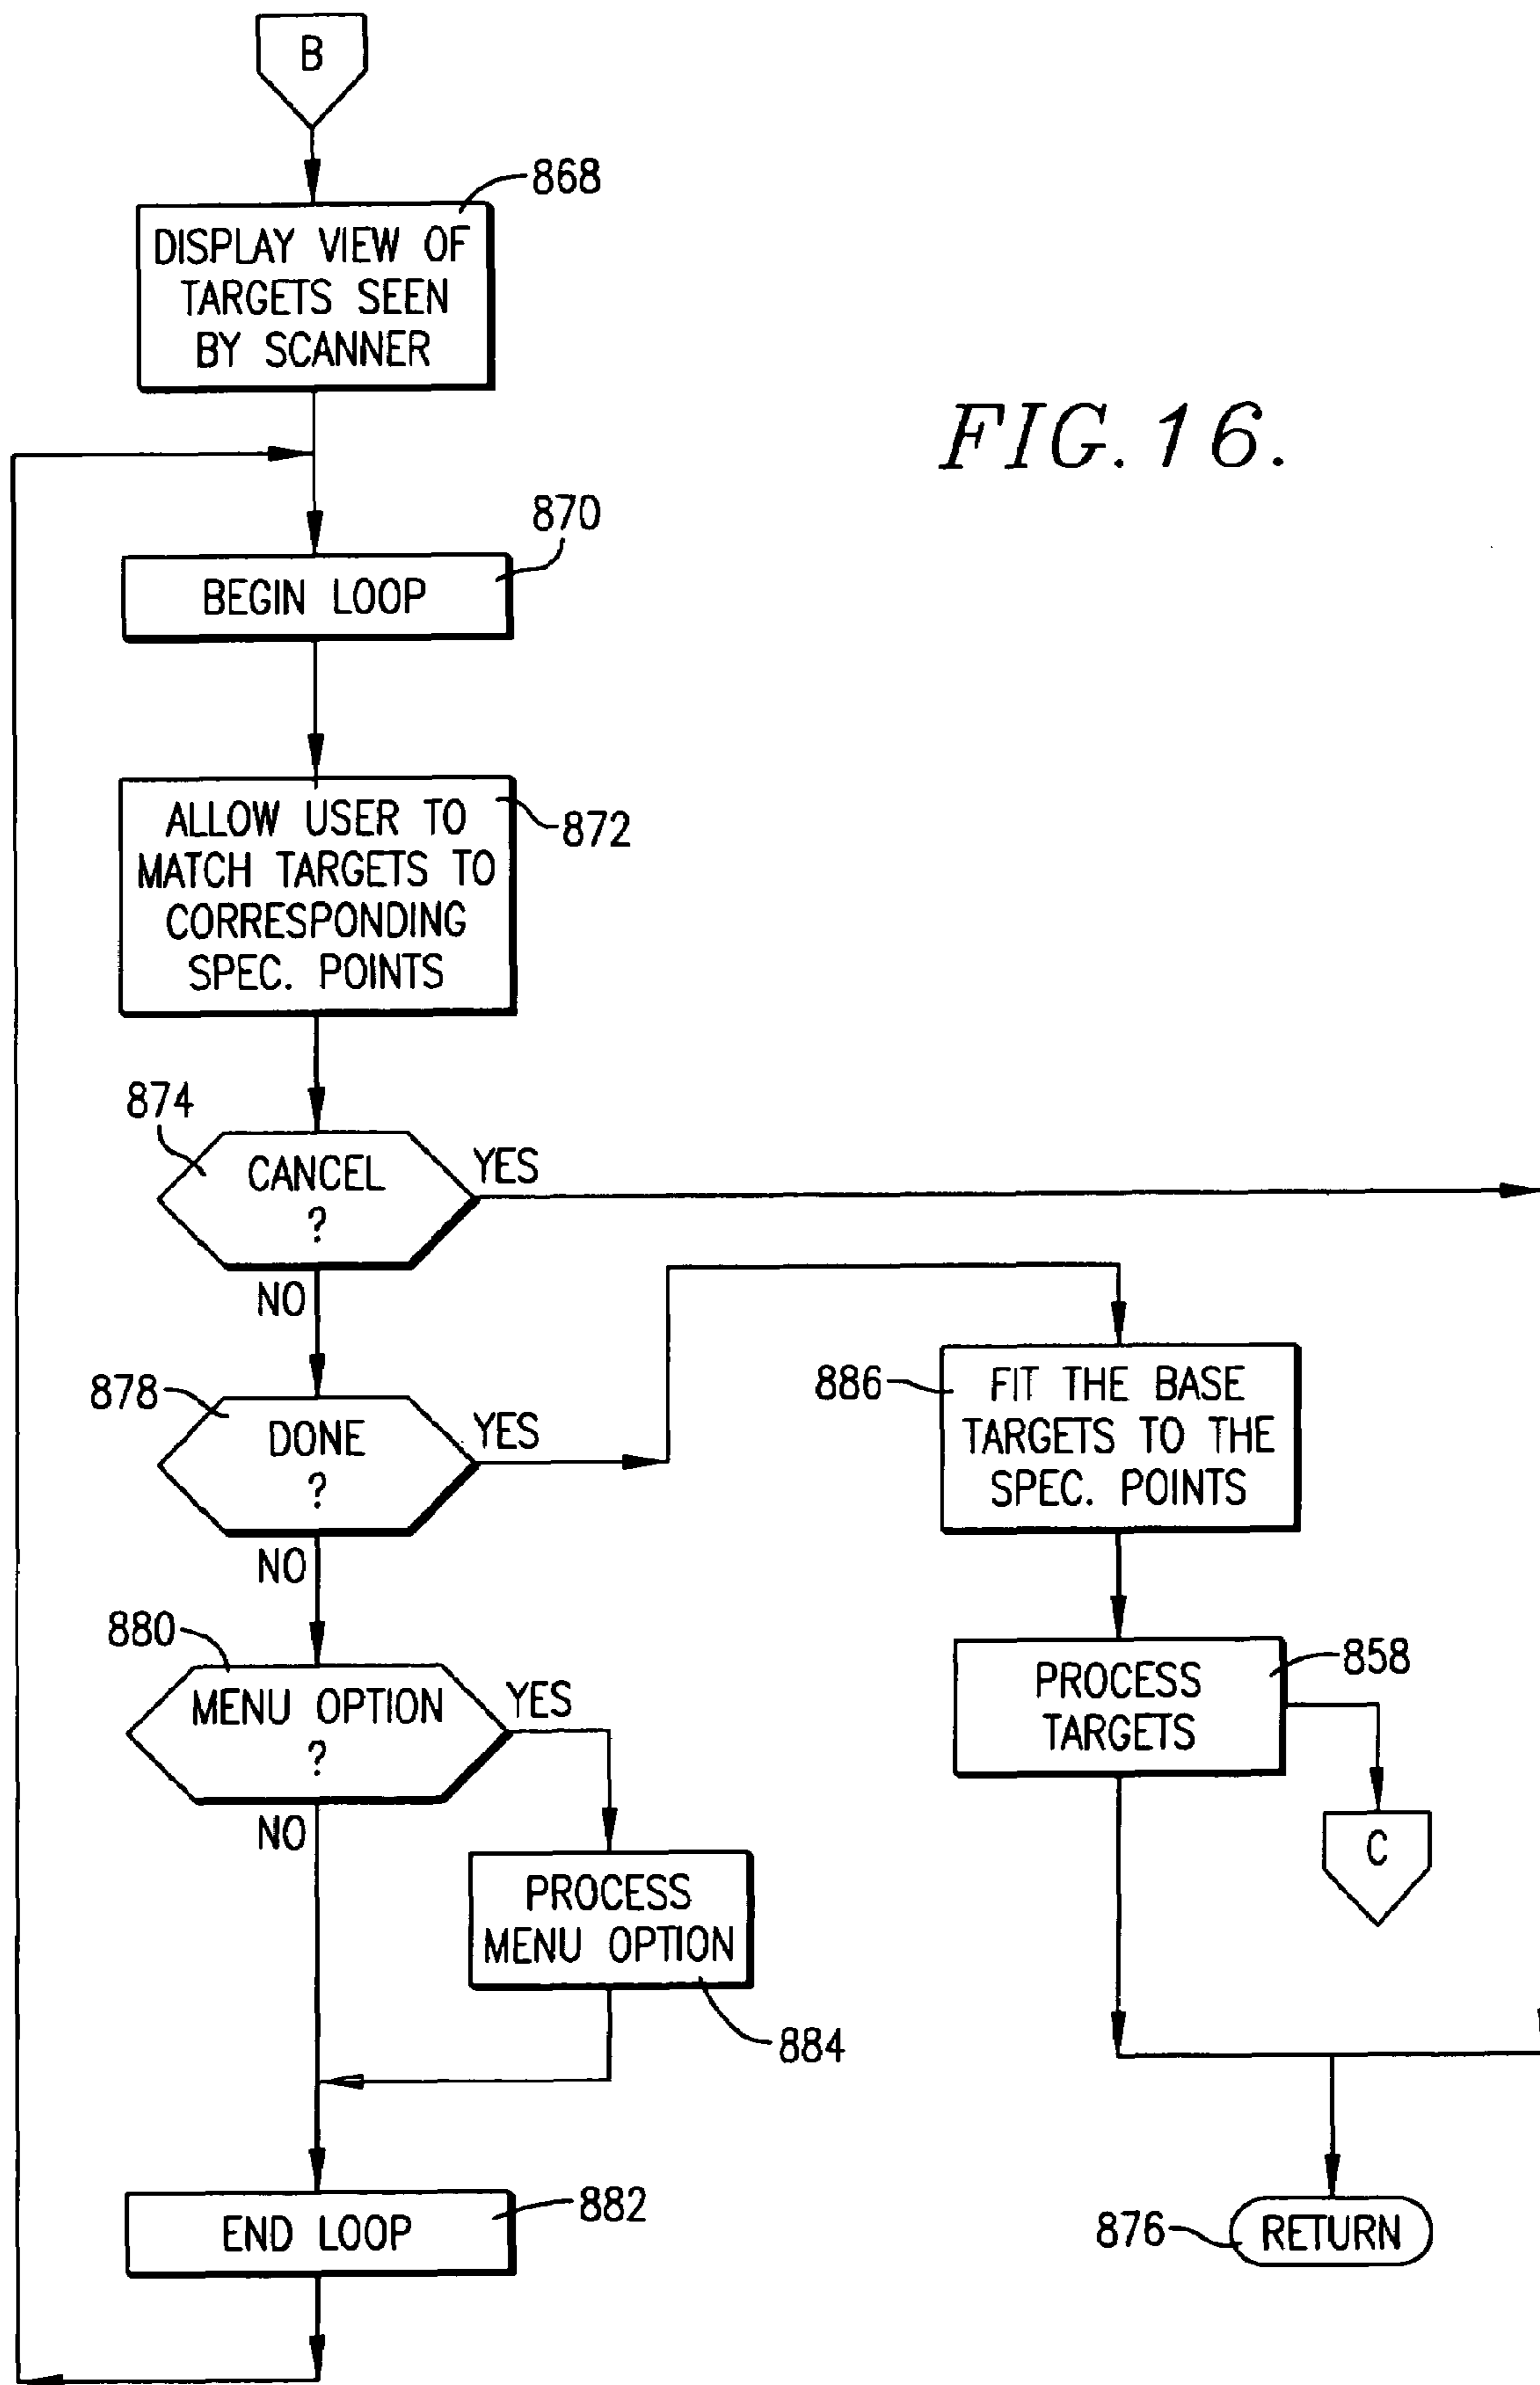 B
868
DISPLAY VIEW OF
TARGETS SEEN
BY SCANNER
FIG. 16.
870
BEGIN LOOP
ALLOW USER TO
MATCH TARGETS TO
CORRESPONDING
SPEC. POINTS
872
874
CANCEL
?
YES
NO
878
DONE
?
YES
NO
886
FIT THE BASE
TARGETS TO THE
SPEC. POINTS
880
MENU OPTION
?
YES
NO
PROCESS
TARGETS
858
C
PROCESS
MENU OPTION
884
END LOOP
882
876
RETURN